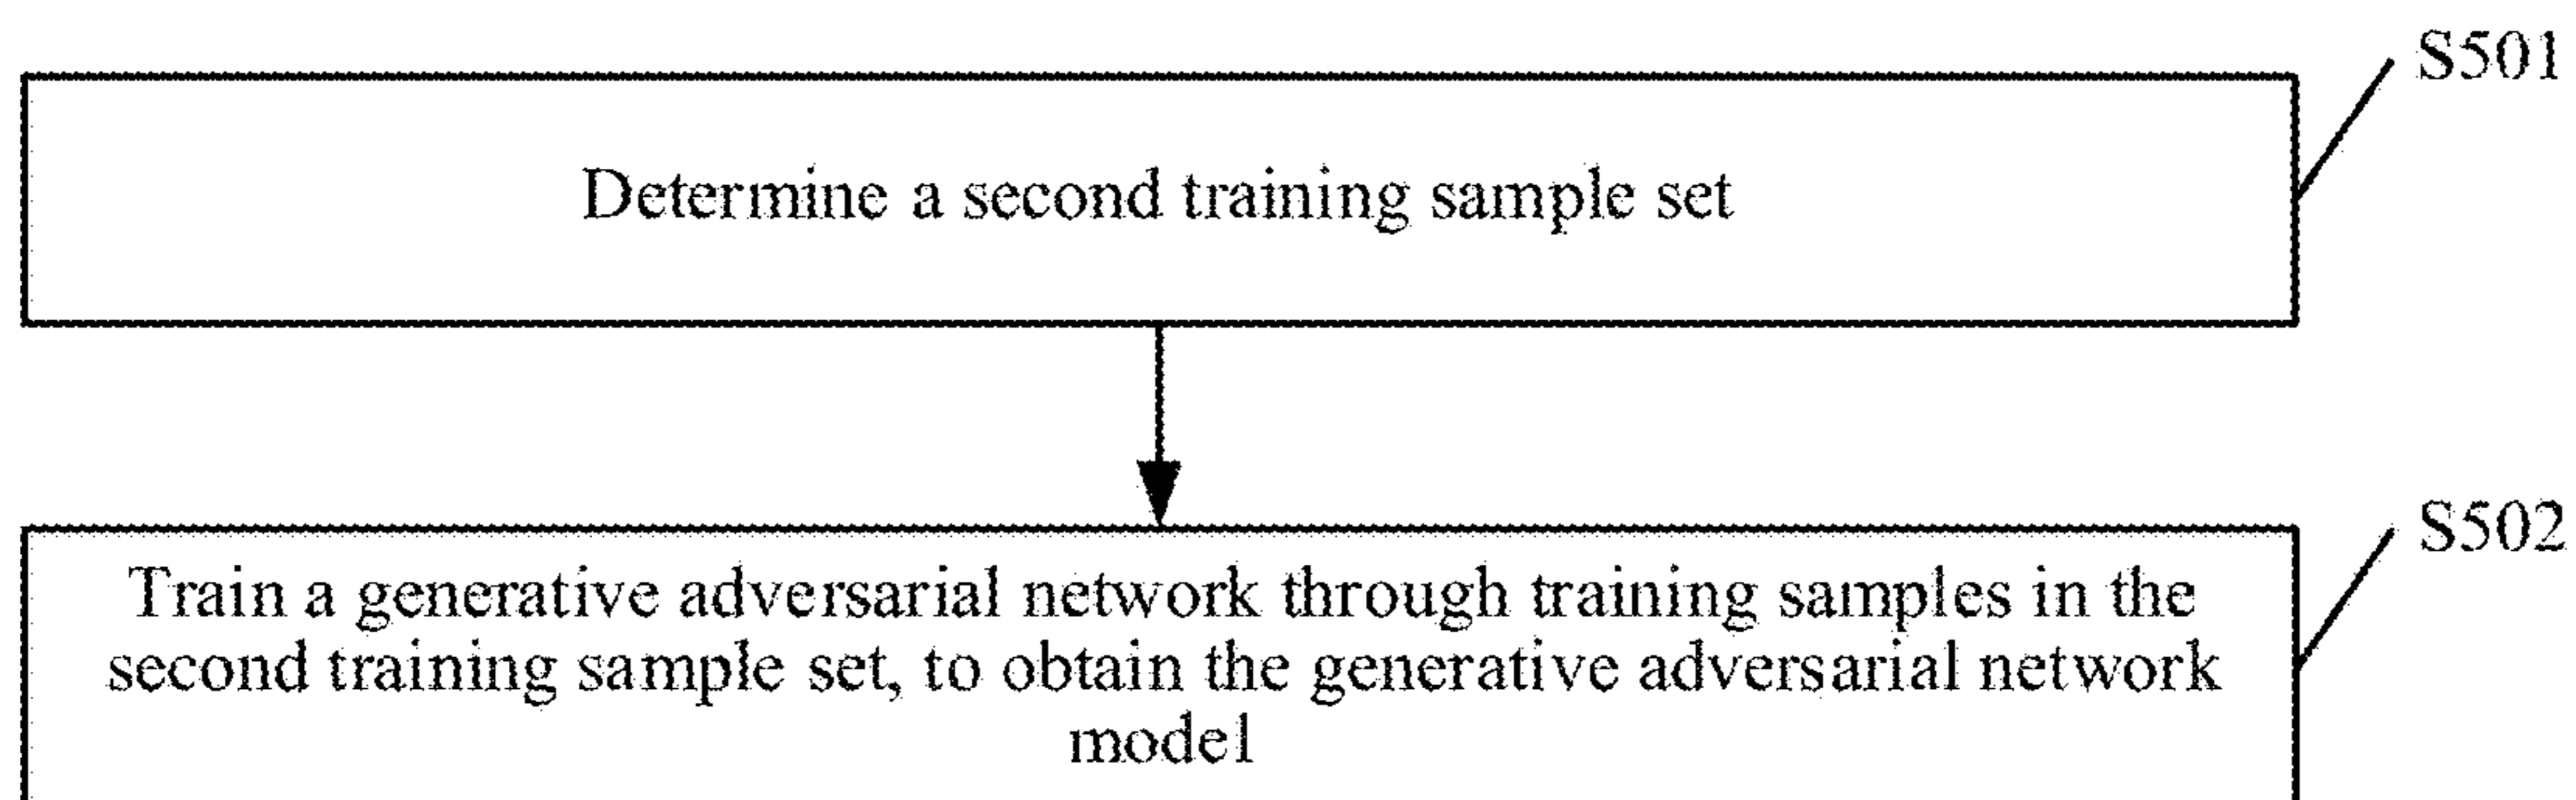 S501
Determine a second training sample set
S502
Train a generative adversarial network through training samples in the
second training sample set, to obtain the generative adversarial network
model